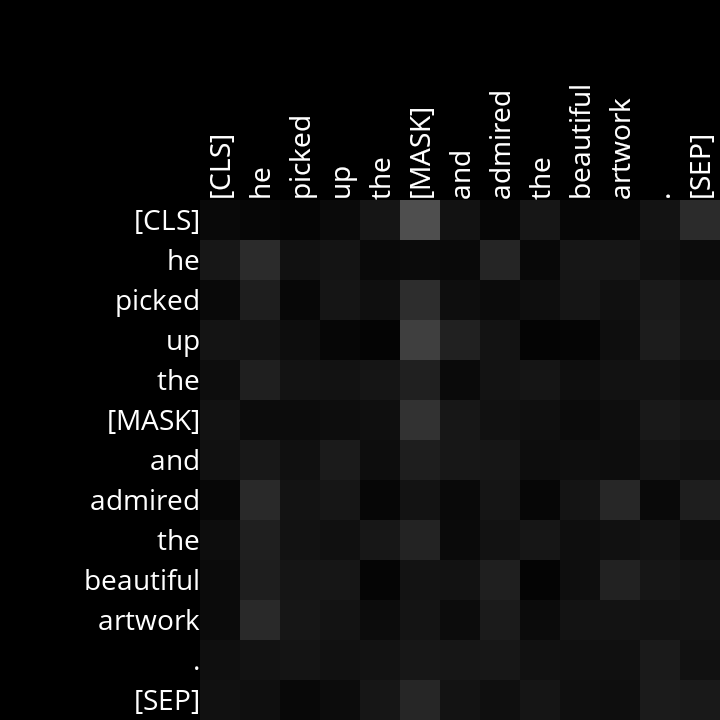 [CLS] he picked up the [MASK] and admired the beautiful artwork . [SEP]
[CLS]
he
picked
up
the
[MASK]
and
admired
the
beautiful
artwork
.
[SEP]